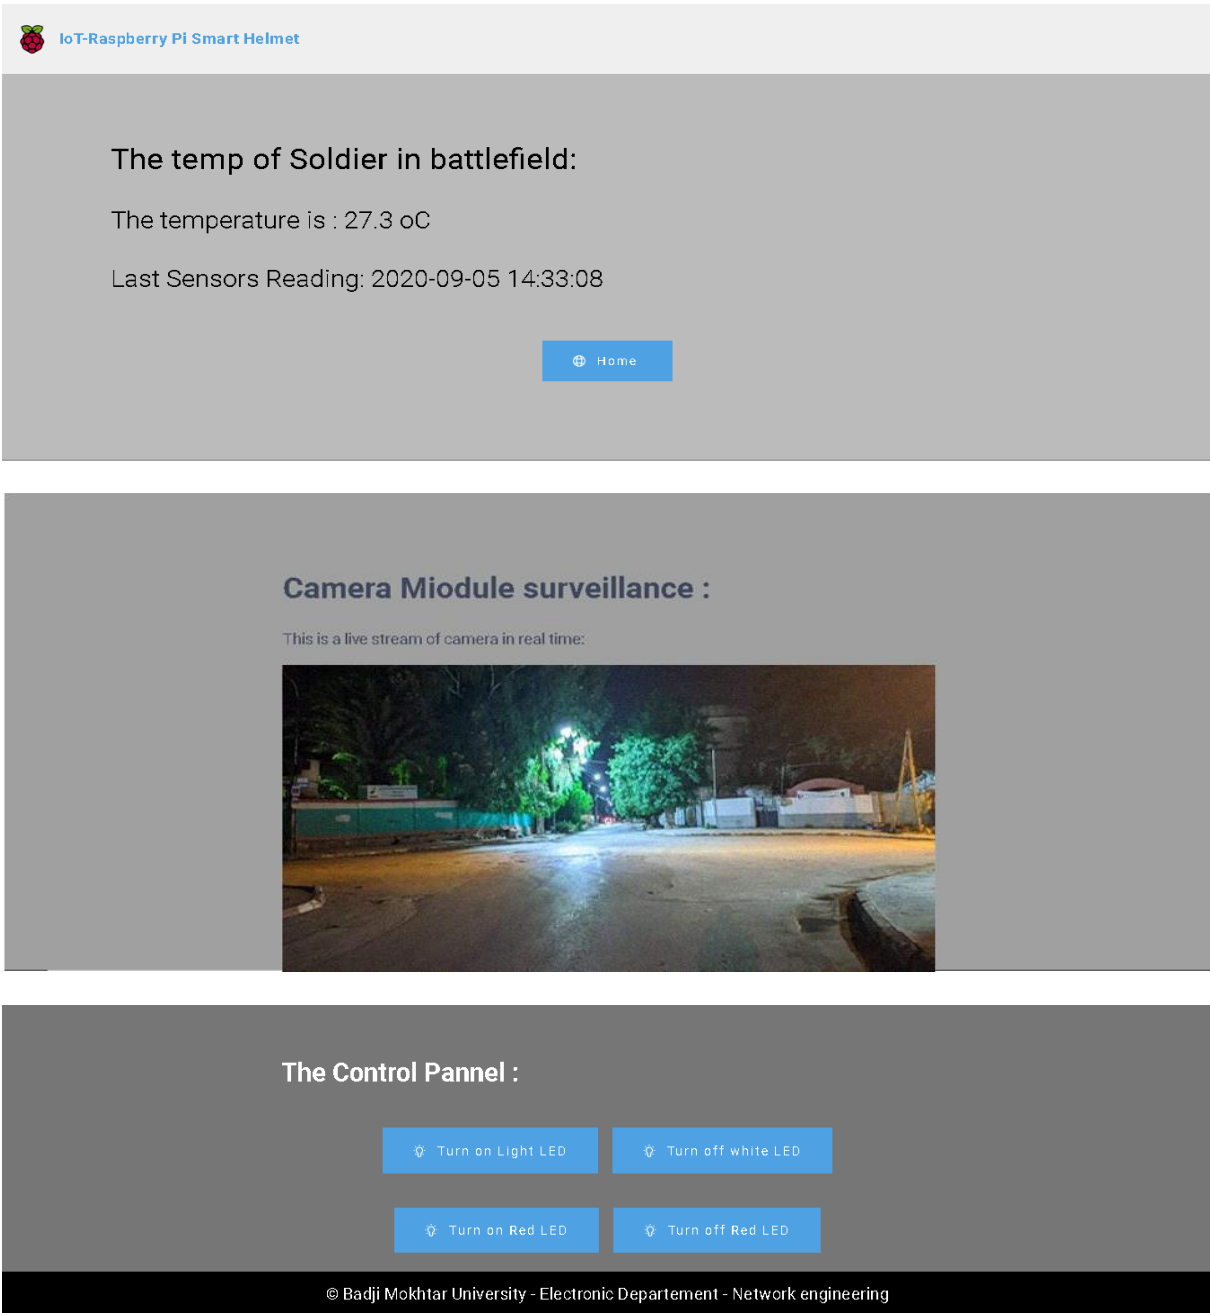 IoT-Raspberry Pi Smart Helmet
The temp of Soldier in battlefield:
The temperature is : 27.3 oC
Last Sensors Reading: 2020-09-05 14:33:08
Home
Camera Miodule surveillance :
This is a live stream of camera in real time:
The Control Pannel :
Turn on Light LED
Turn off white LED
Turn on Red LED
Turn off Red LED
© Badji Mokhtar University - Electronic Departement - Network engineering